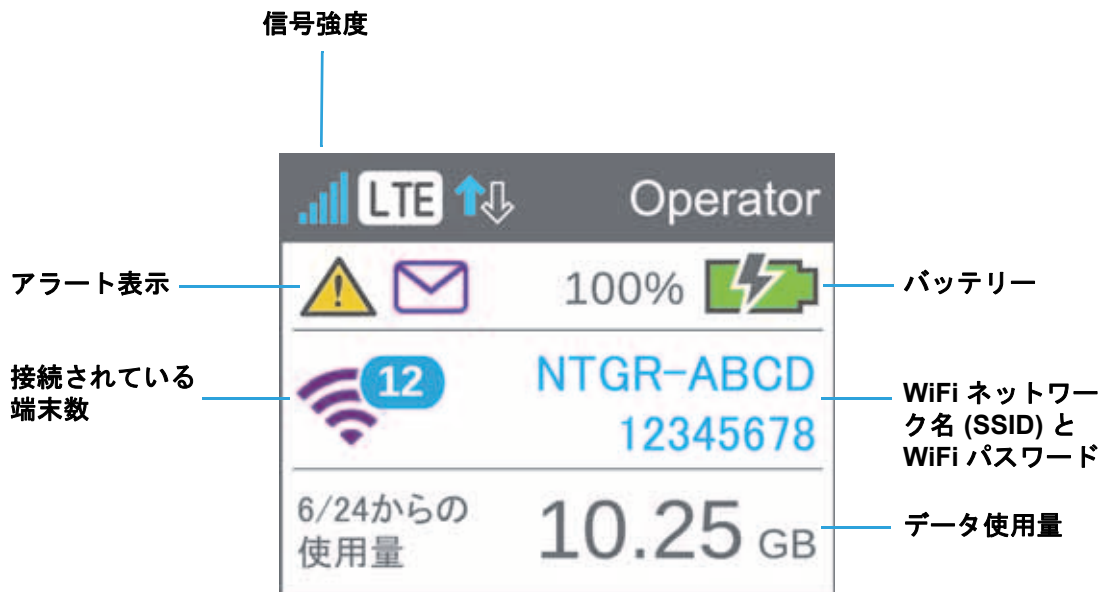 信号強度
LTE Operator
アラート表示
100%
バッテリー
接続されている
端末数
12
NTGR-ABCD
12345678
WiFi ネットワー
ク名 (SSID) と
WiFi パスワード
6/24からの
使用量
10.25 GB
データ使用量